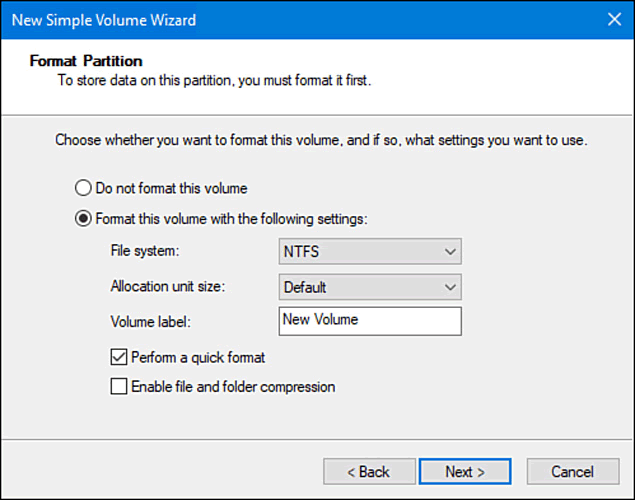 New Simple Volume Wizard
Format Partition
To store data on this partition, you must format it first.
Choose whether you want to format this volume, and if so, what settings you want to use.
Do not format this volume
Format this volume with the following settings:
File system: NTFS
Allocation unit size: Default
Volume label: New Volume
Perform a quick format
Enable file and folder compression
< Back Next > Cancel